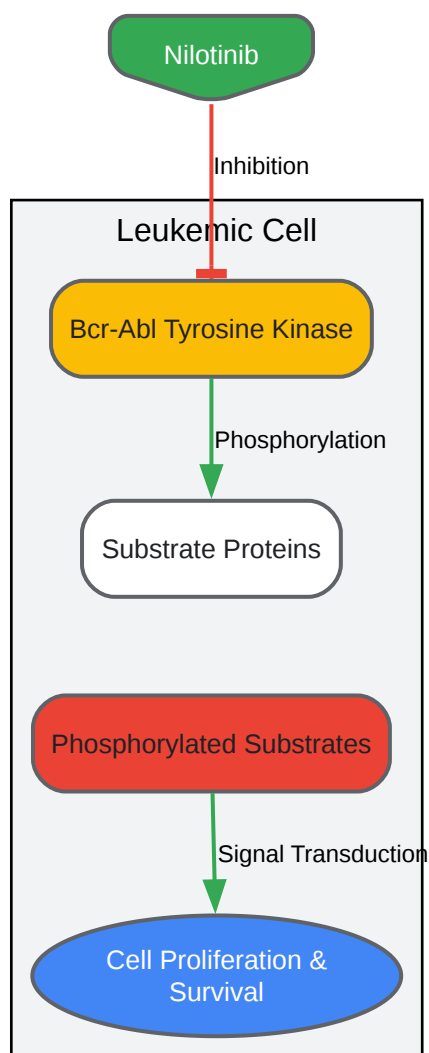 Nilotinib
Inhibition
Leukemic Cell
Bcr-Abl Tyrosine Kinase
Phosphorylation
Substrate Proteins
Phosphorylated Substrates
Signal Transduction
Cell Proliferation &
Survival